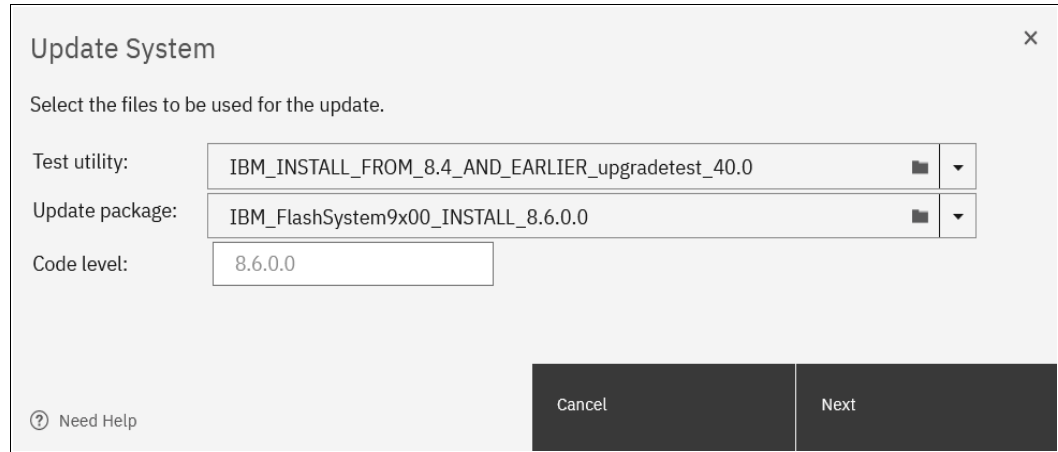 Update System
Select the files to be used for the update.
Test utility: IBM_INSTALL_FROM_8.4_AND_EARLIER_upgradetest_40.0
Update package: IBM_FlashSystem9x00_INSTALL_8.6.0.0
Code level: 8.6.0.0
Need Help Cancel Next